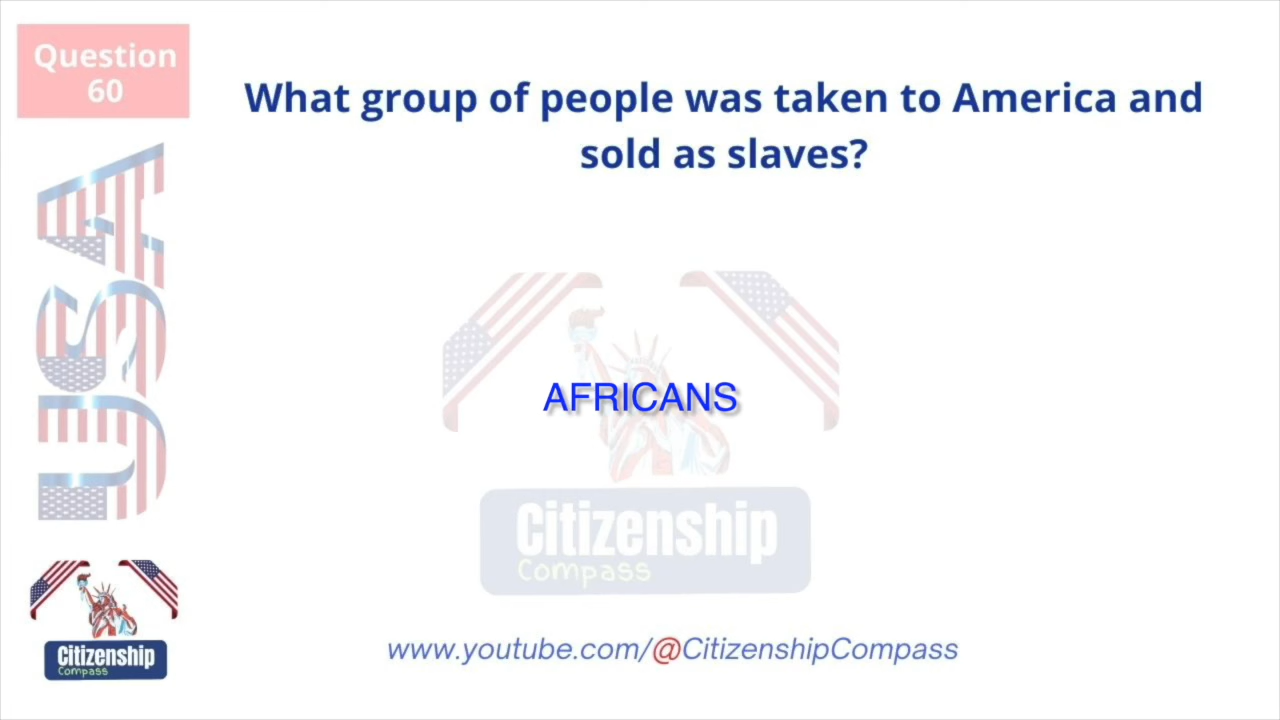 Question
60
What group of people was taken to America and
sold as slaves?
USA
AFRICANS
Citizenship
Compass
Citizenship
Compass
www.youtube.com/@CitizenshipCompass